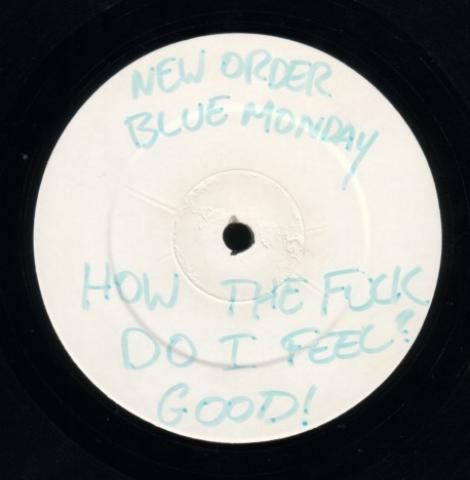 NEW ORDER
BLUE MONDAY
HOW THE FUCK
DO I FEEL?
GOOD!